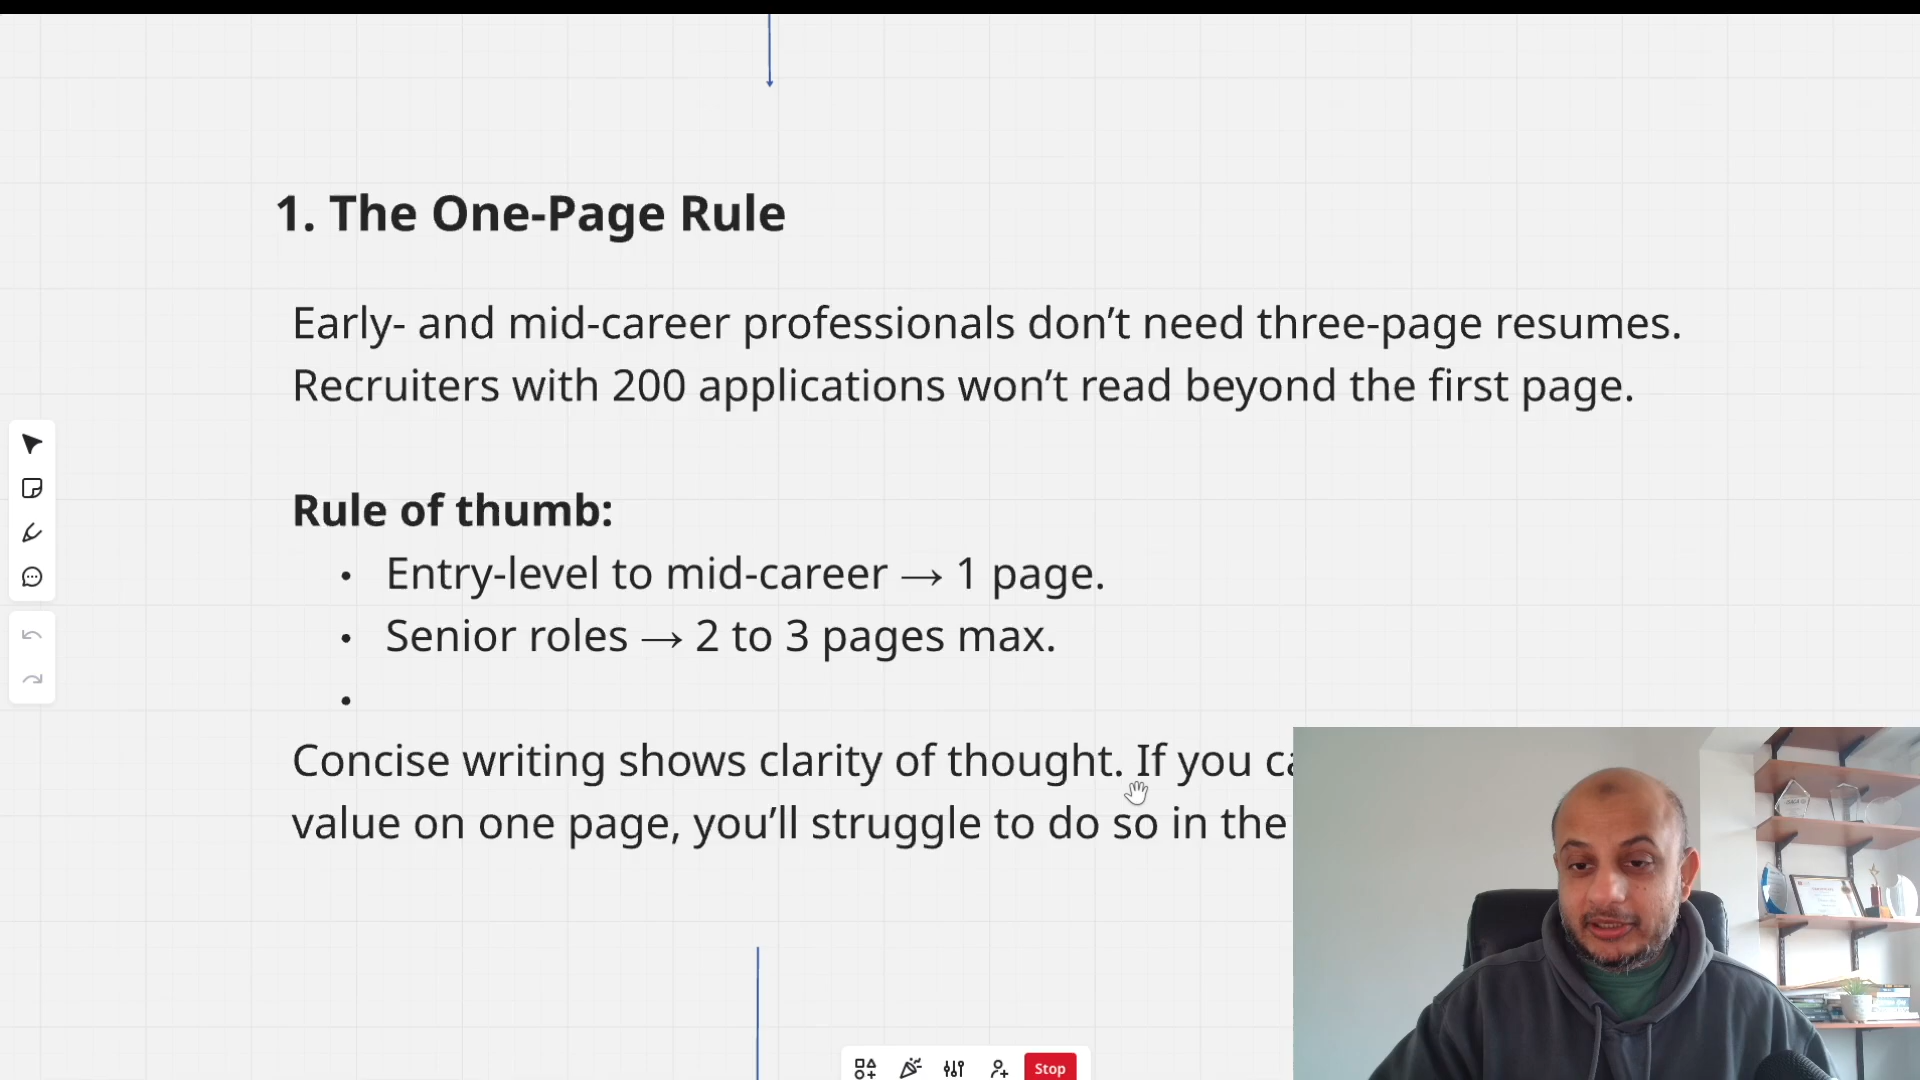 1. The One-Page Rule
Early- and mid-career professionals don’t need three-page resumes.
Recruiters with 200 applications won’t read beyond the first page.
Rule of thumb:
• Entry-level to mid-career → 1 page.
• Senior roles → 2 to 3 pages max.
•
Concise writing shows clarity of thought. If you
value on one page, you’ll struggle to do so in the
Stop